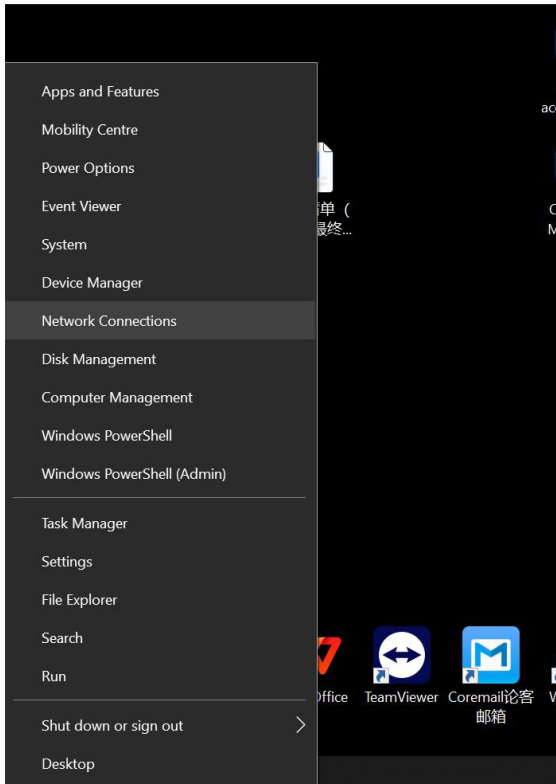 Apps and Features
Mobility Centre
Power Options
Event Viewer
System
Device Manager
Network Connections
Disk Management
Computer Management
Windows PowerShell
Windows PowerShell (Admin)
Task Manager
Settings
File Explorer
Search
Run
Shut down or sign out
Desktop
单（
最终...
ffice
TeamViewer
Coremail论客
邮箱